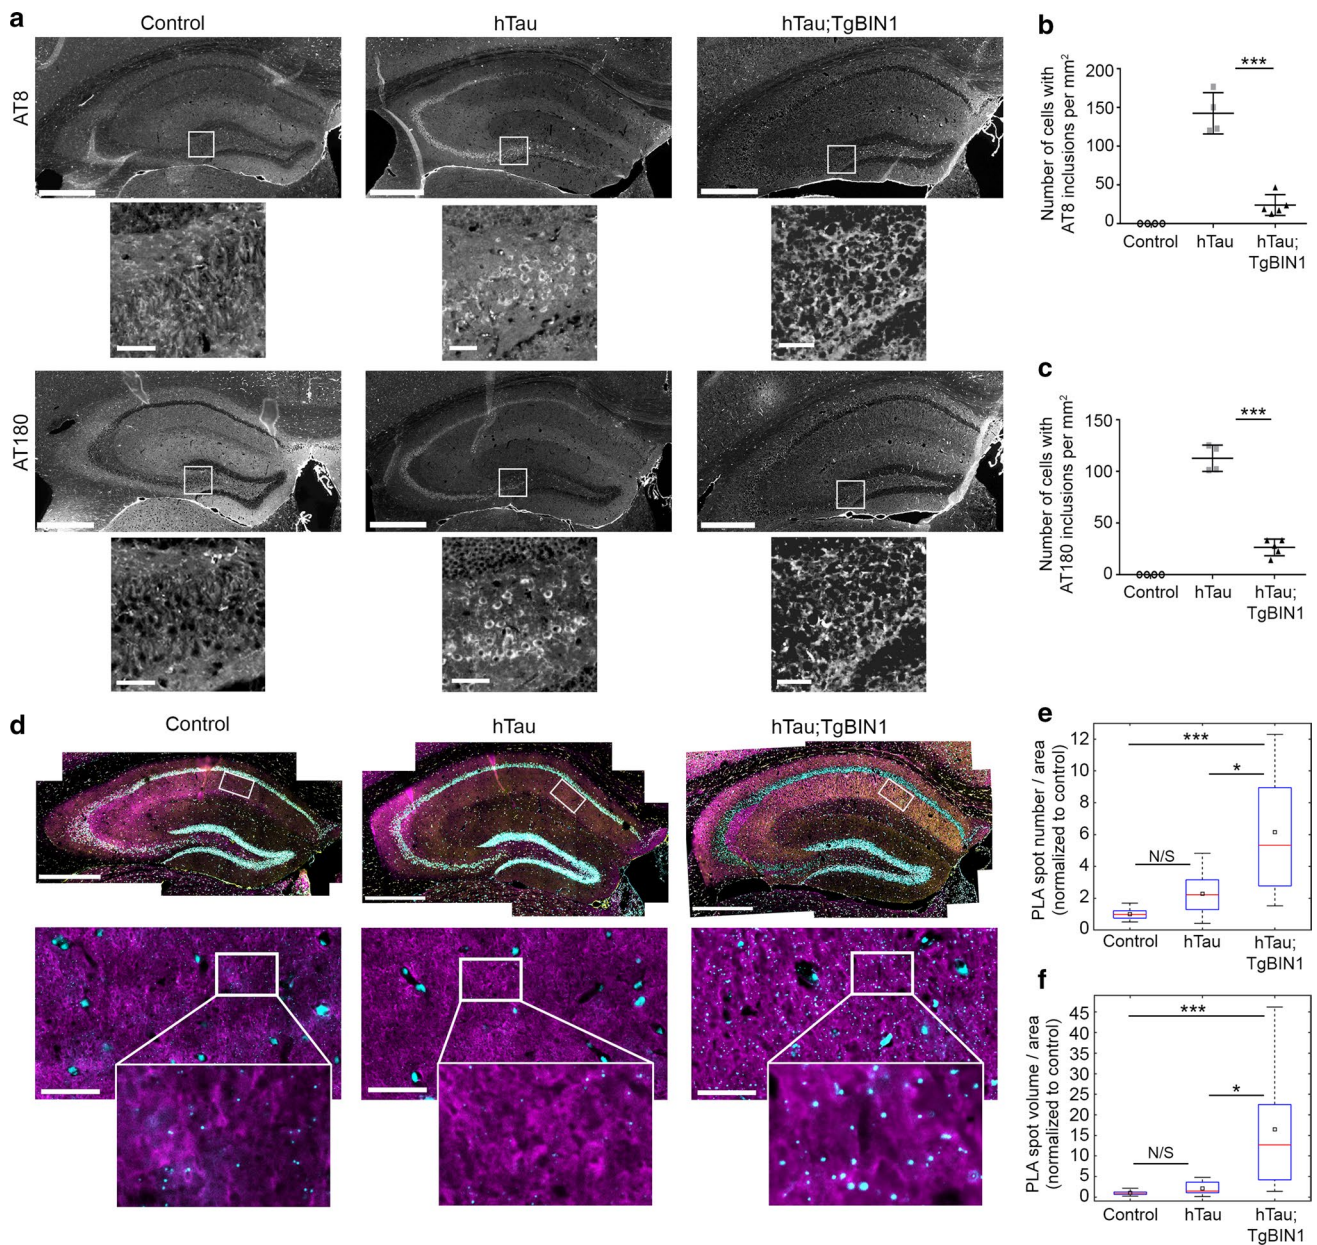 a
Control
hTau
hTau;TgBIN1
AT8
AT180
b
Number of cells with
AT8 inclusions per mm²
200
150
100
50
0
***
Control
hTau
hTau;
TgBIN1
c
Number of cells with
AT180 inclusions per mm²
150
100
50
0
***
Control
hTau
hTau;
TgBIN1
d
Control
hTau
hTau;TgBIN1
e
PLA spot number / area
(normalized to control)
12
10
8
6
4
2
0
***
*
N/S
Control
hTau
hTau;
TgBIN1
f
PLA spot volume / area
(normalized to control)
45
40
35
30
25
20
15
10
5
0
***
*
N/S
Control
hTau
hTau;
TgBIN1